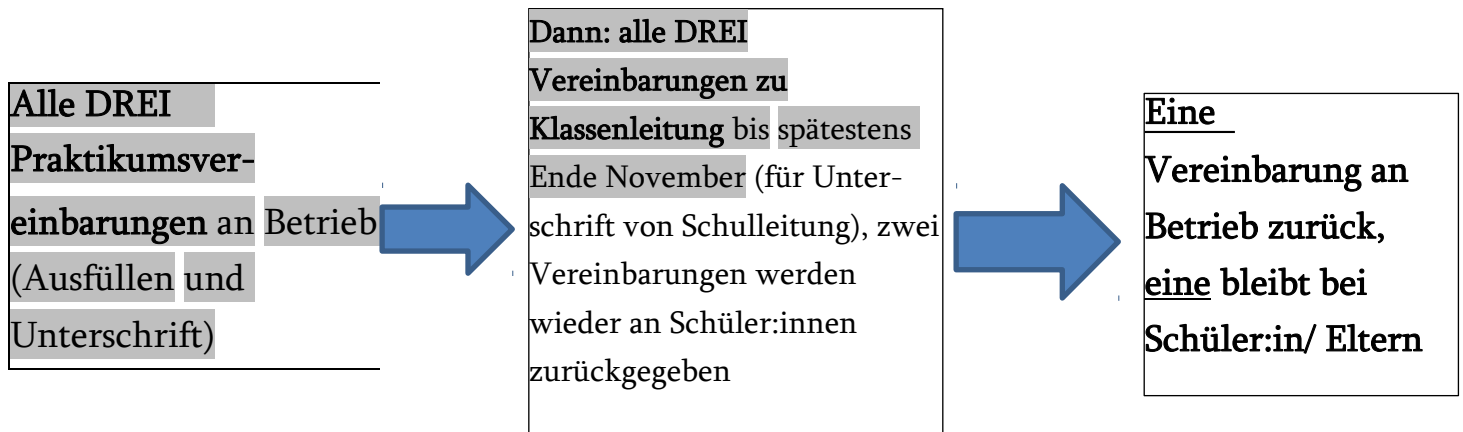 Alle DREI
Praktikumsver-
einbarungen an Betrieb
(Ausfüllen und
Unterschrift)
Dann: alle DREI
Vereinbarungen zu
Klassenleitung bis spätestens
Ende November (für Unter-
schrift von Schulleitung), zwei
Vereinbarungen werden
wieder an Schüler:innen
zurückgegeben
Eine
Vereinbarung an
Betrieb zurück,
eine bleibt bei
Schüler:in/ Eltern